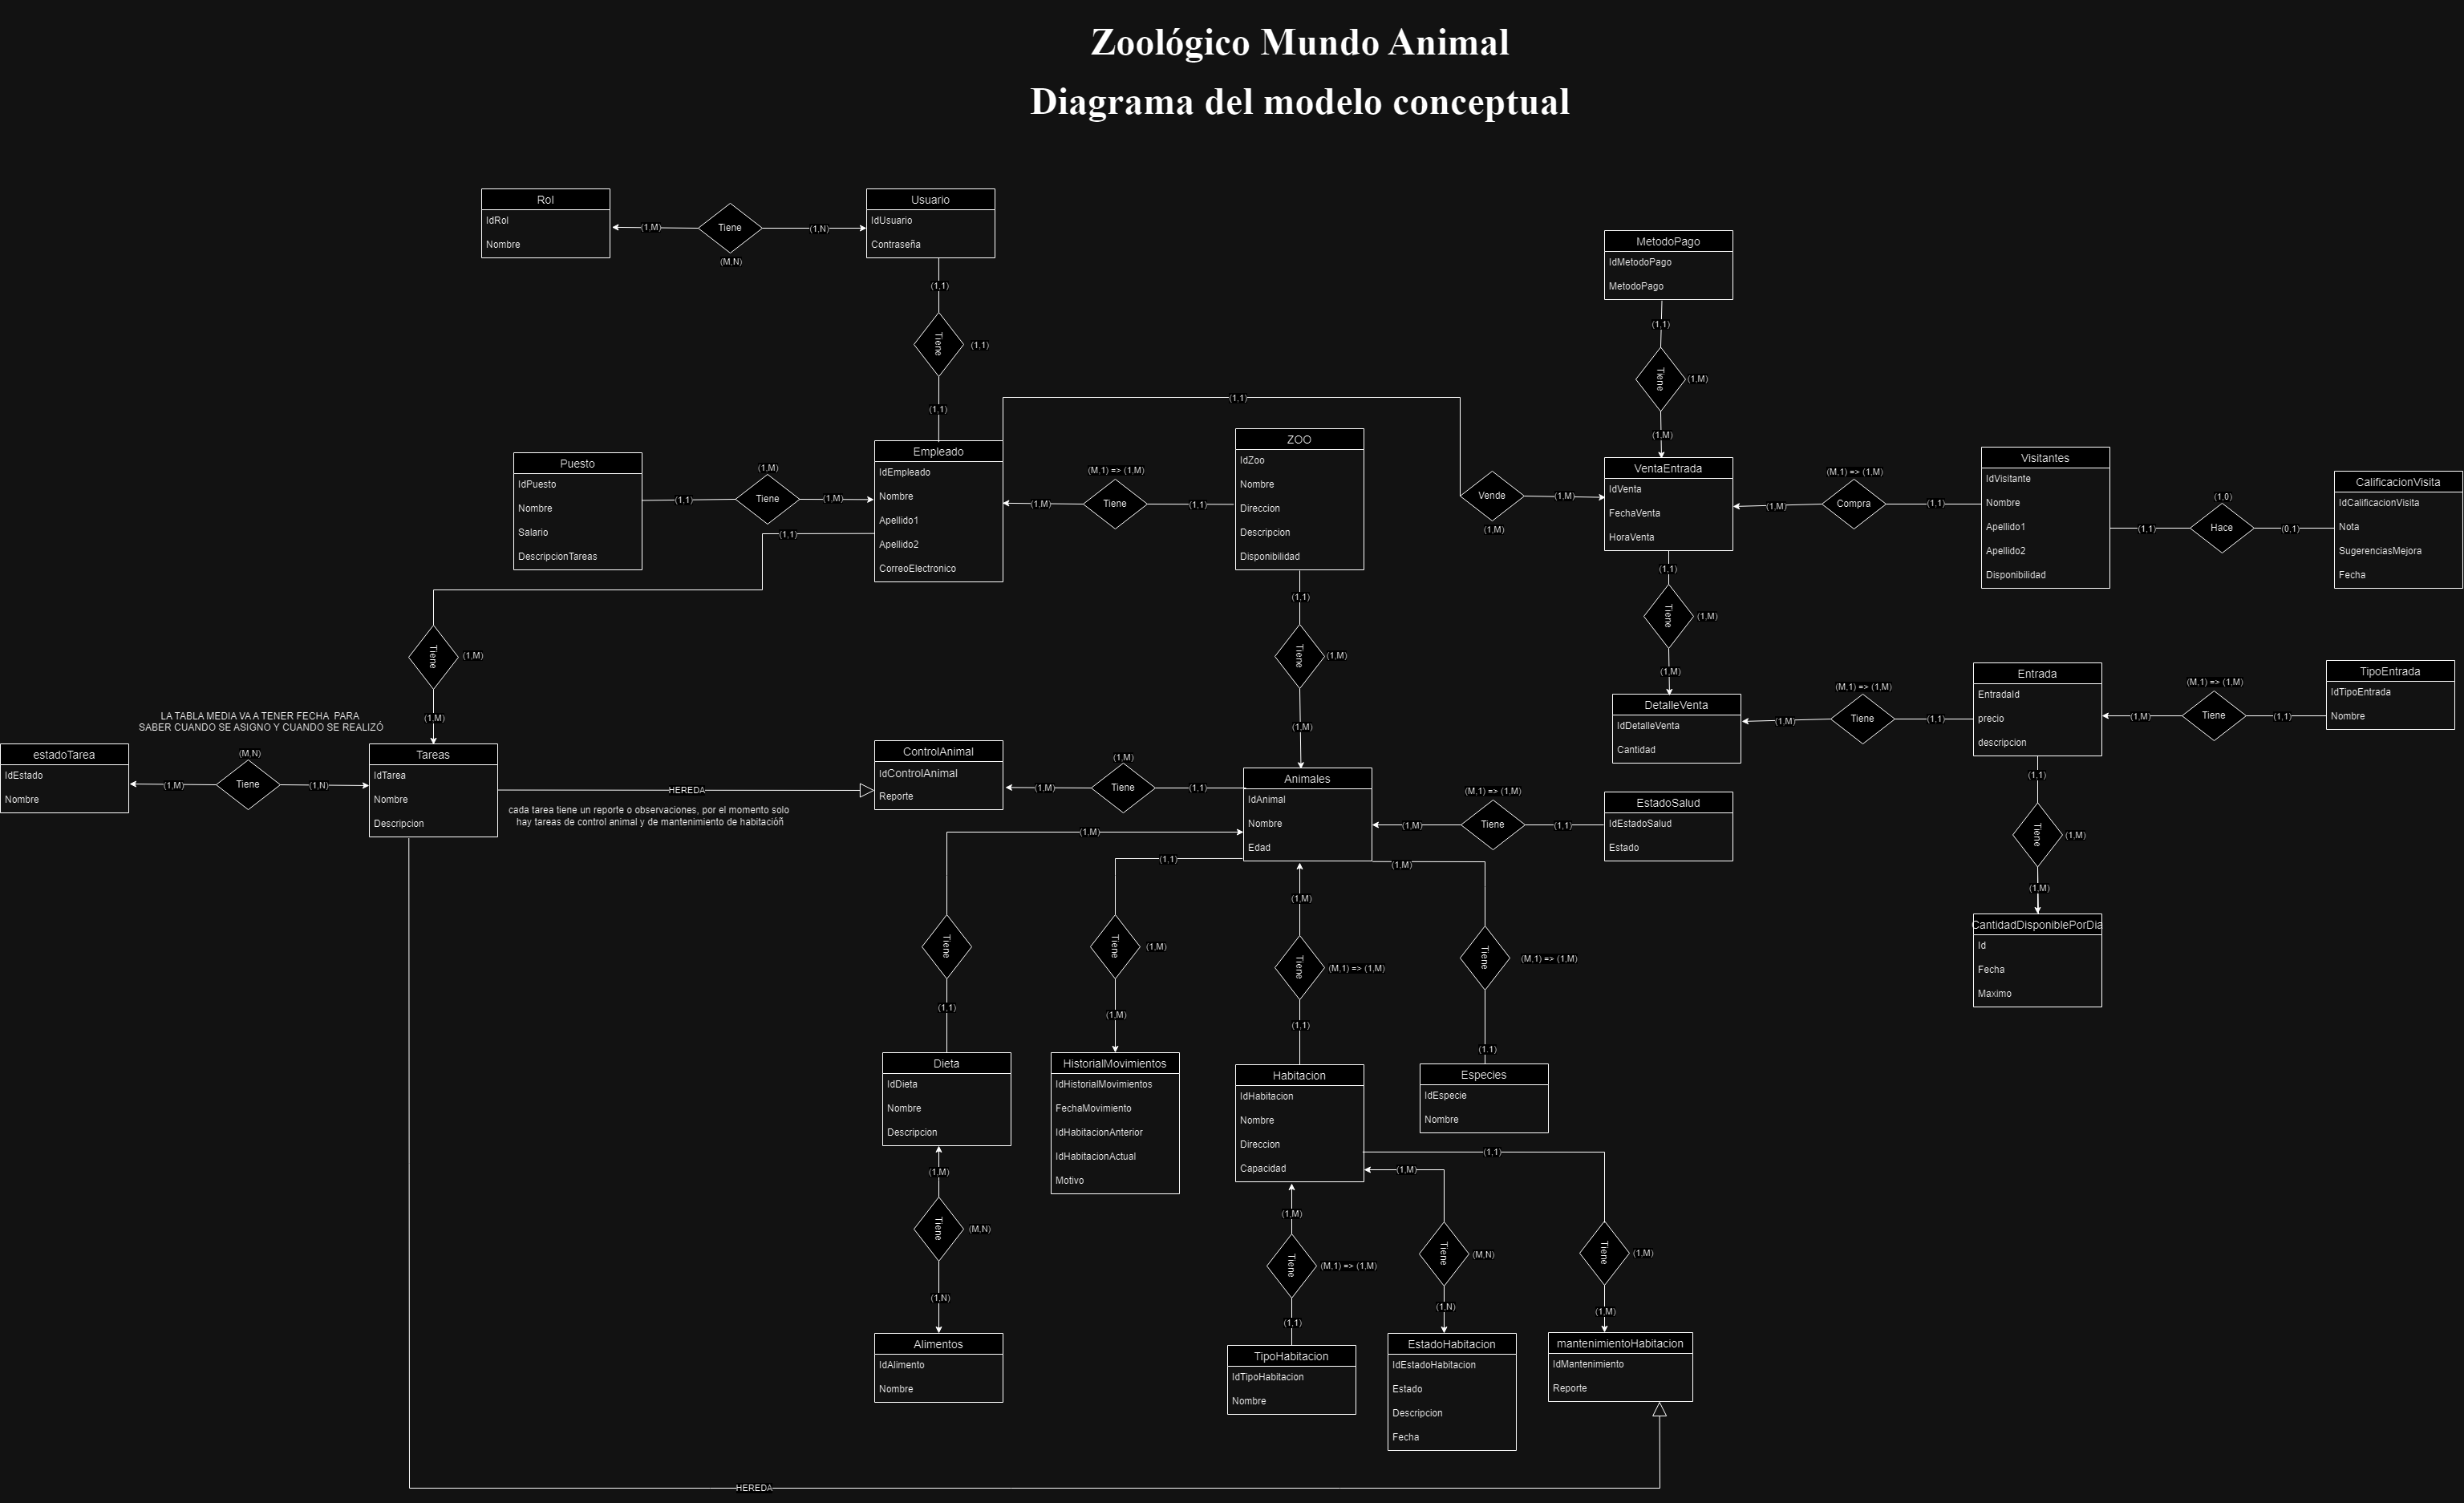 Zoológico Mundo Animal
Diagrama del modelo conceptual
Rol
IdRol
Nombre
(1,M)
Tiene
(M,N)
(1,N)
Usuario
IdUsuario
Contraseña
(1,1)
Tiene
(1,1)
(1,1)
MetodoPago
IdMetodoPago
MetodoPago
(1,1)
Tiene
(1,M)
(1,M)
Puesto
IdPuesto
Nombre
Salario
DescripcionTareas
(1,1)
(1,M)
Tiene
(1,M)
Empleado
IdEmpleado
Nombre
Apellido1
Apellido2
CorreoElectronico
(1,1)
(1,1)
(M,1) => (1,M)
(1,M)
Tiene
(1,1)
ZOO
IdZoo
Nombre
Direccion
Descripcion
Disponibilidad
Vende
(1,M)
(1,M)
VentaEntrada
IdVenta
FechaVenta
HoraVenta
(M,1) => (1,M)
(1,M)
Compra
(1,1)
Visitantes
IdVisitante
Nombre
Apellido1
Apellido2
Disponibilidad
(1,1)
(1,0)
Hace
(0,1)
CalificacionVisita
IdCalificacionVisita
Nota
SugerenciasMejora
Fecha
Tiene
(1,M)
(1,M)
(1,1)
Tiene
(1,M)
(1,M)
(1,1)
Tiene
(1,M)
(1,M)
DetalleVenta
IdDetalleVenta
Cantidad
(M,1) => (1,M)
(1,M)
Tiene
(1,1)
Entrada
EntradaId
precio
descripcion
(M,1) => (1,M)
(1,M)
Tiene
(1,1)
TipoEntrada
IdTipoEntrada
Nombre
LA TABLA MEDIA VA A TENER FECHA PARA
SABER CUANDO SE ASIGNO Y CUANDO SE REALIZÓ
estadoTarea
IdEstado
Nombre
(M,N)
(1,M)
Tiene
(1,N)
Tareas
IdTarea
Nombre
Descripcion
HEREDA
cada tarea tiene un reporte o observaciones, por el momento solo
hay tareas de control animal y de mantenimiento de habitacióñ
ControlAnimal
IdControlAnimal
Reporte
(1,M)
(1,M)
Tiene
(1,1)
Animales
IdAnimal
Nombre
Edad
(M,1) => (1,M)
(1,M)
Tiene
(1,1)
EstadoSalud
IdEstadoSalud
Estado
(1,1)
Tiene
(1,M)
(1,M)
CantidadDisponiblePorDia
Id
Fecha
Maximo
(1,M)
Tiene
(1,1)
(1,1)
Tiene
(1,M)
(1,M)
(1,M)
Tiene
(M,1) => (1,M)
(1,1)
(1,M)
Tiene
(M,1) => (1,M)
(1,1)
Dieta
IdDieta
Nombre
Descripcion
HistorialMovimientos
IdHistorialMovimientos
FechaMovimiento
IdHabitacionAnterior
IdHabitacionActual
Motivo
Habitacion
IdHabitacion
Nombre
Direccion
Capacidad
Especies
IdEspecie
Nombre
(1,M)
Tiene
(M,N)
(1,N)
(1,M)
Tiene
(M,1) => (1,M)
(1,1)
(1,M)
Tiene
(M,N)
(1,N)
(1,1)
Tiene
(1,M)
(1,M)
Alimentos
IdAlimento
Nombre
TipoHabitacion
IdTipoHabitacion
Nombre
EstadoHabitacion
IdEstadoHabitacion
Estado
Descripcion
Fecha
mantenimientoHabitacion
IdMantenimiento
Reporte
HEREDA